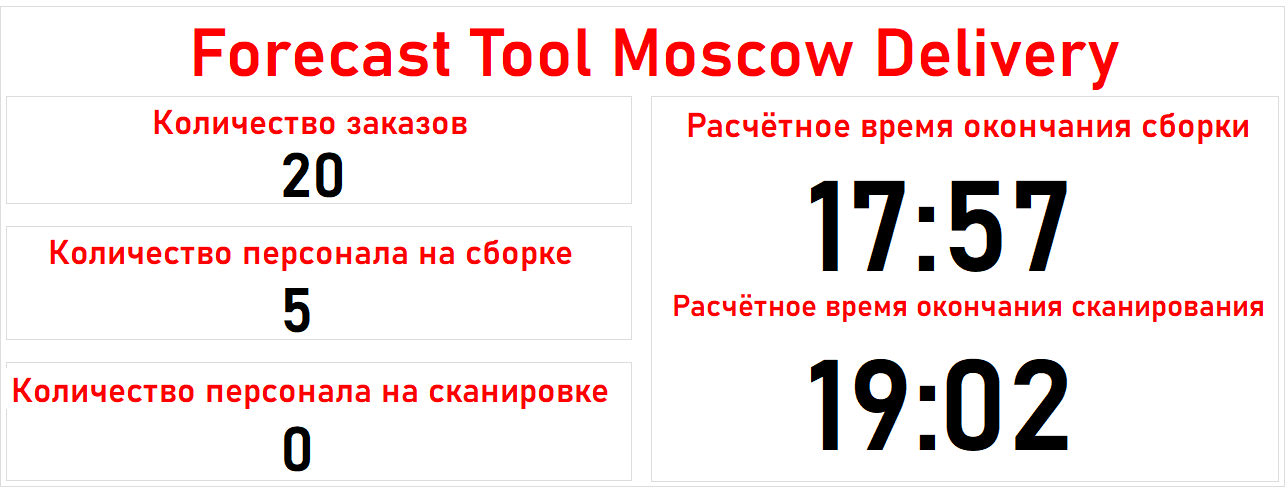 Forecast Tool Moscow Delivery
Количество заказов
20
Количество персонала на сборке
5
Количество персонала на сканировке
0
Расчётное время окончания сборки
17:57
Расчётное время окончания сканирования
19:02